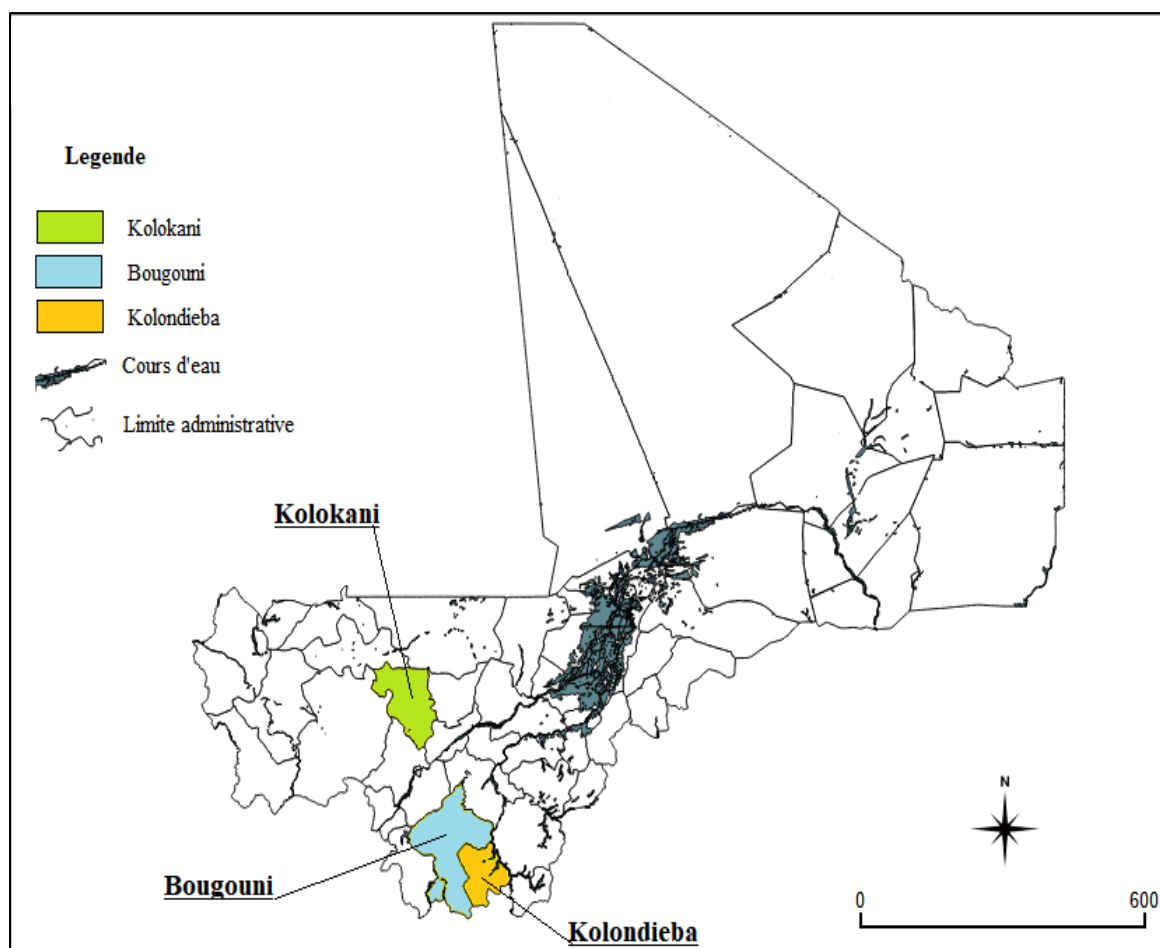 Legende
Kolokani
Bougouni
Kolondieba
Cours d'eau
Limite administrative
Kolokani
Bougouni
Kolondieba
N
0 600